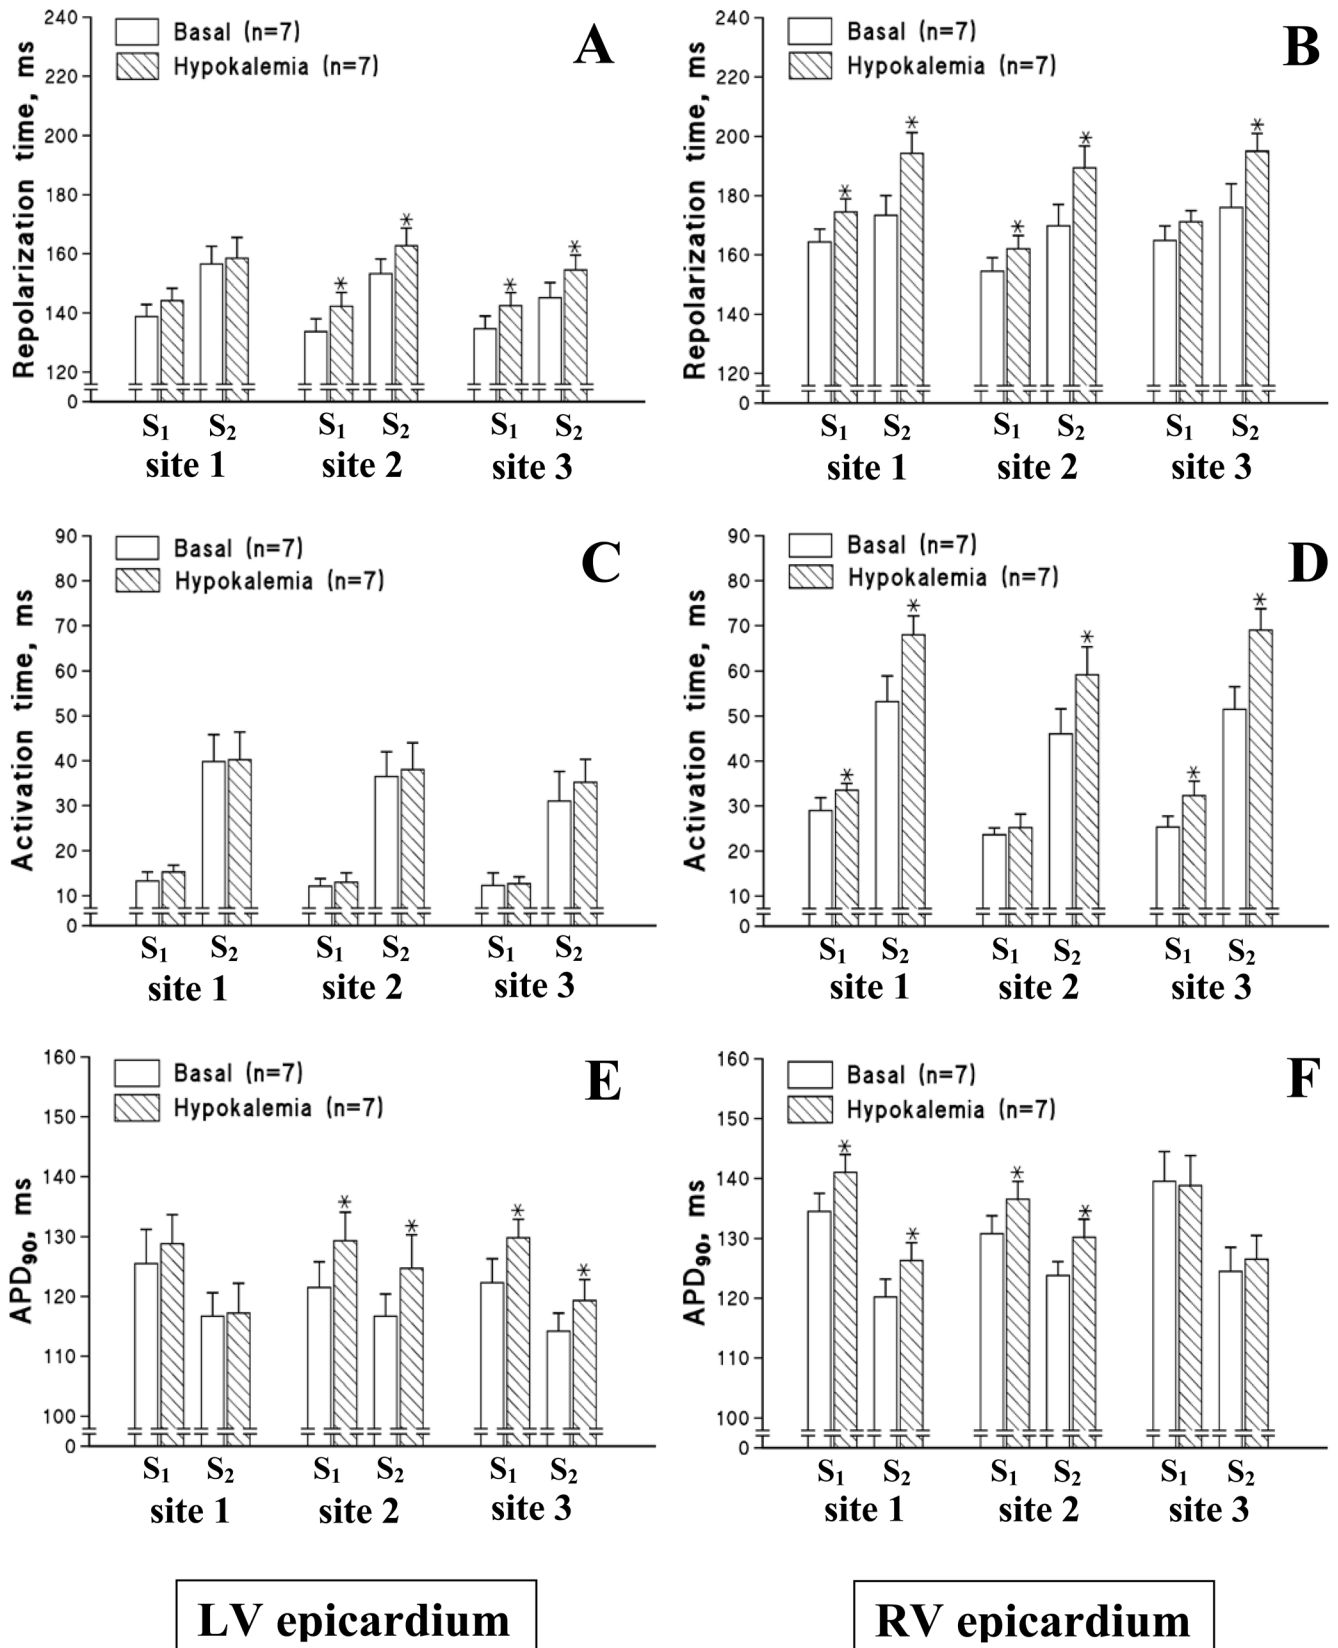 A
Basal (n=7)
Hypokalemia (n=7)
Repolarization time, ms
240
220
200
180
160
140
120
0
* * * *
S1 S2 S1 S2 S1 S2
site 1 site 2 site 3
B
Basal (n=7)
Hypokalemia (n=7)
Repolarization time, ms
240
220
200
180
160
140
120
0
* * * * *
S1 S2 S1 S2 S1 S2
site 1 site 2 site 3
C
Basal (n=7)
Hypokalemia (n=7)
Activation time, ms
90
80
70
60
50
40
30
20
10
0
S1 S2 S1 S2 S1 S2
site 1 site 2 site 3
D
Basal (n=7)
Hypokalemia (n=7)
Activation time, ms
90
80
70
60
50
40
30
20
10
0
* * * * *
S1 S2 S1 S2 S1 S2
site 1 site 2 site 3
E
Basal (n=7)
Hypokalemia (n=7)
APD90, ms
160
150
140
130
120
110
100
0
* * * *
S1 S2 S1 S2 S1 S2
site 1 site 2 site 3
F
Basal (n=7)
Hypokalemia (n=7)
APD90, ms
160
150
140
130
120
110
100
0
* * * *
S1 S2 S1 S2 S1 S2
site 1 site 2 site 3
LV epicardium
RV epicardium